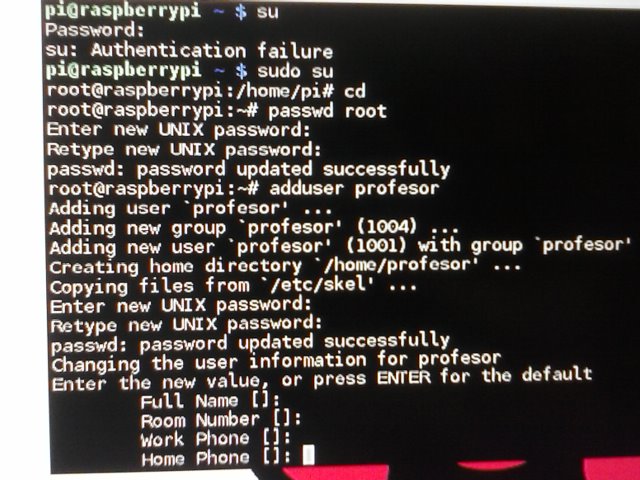 pi@raspberrypi ~ $ su
Password:
su: Authentication failure
pi@raspberrypi ~ $ sudo su
root@raspberrypi:/home/pi# cd
root@raspberrypi:~# passwd root
Enter new UNIX password:
Retype new UNIX password:
passwd: password updated successfully
root@raspberrypi:~# adduser profesor
Adding user `profesor' ...
Adding new group `profesor' (1004) ...
Adding new user `profesor' (1001) with group `profesor'
Creating home directory `/home/profesor' ...
Copying files from `/etc/skel' ...
Enter new UNIX password:
Retype new UNIX password:
passwd: password updated successfully
Changing the user information for profesor
Enter the new value, or press ENTER for the default
Full Name []:
Room Number []:
Work Phone []:
Home Phone []: